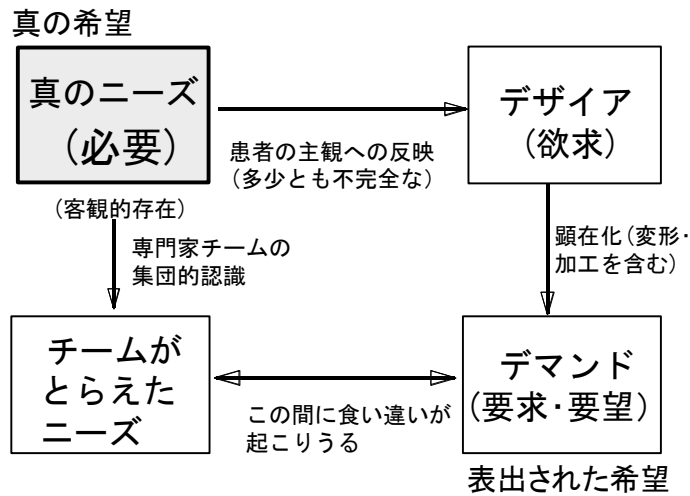 真の希望
真のニーズ
(必要)
デザイア
(欲求)
患者の主観への反映
(多少とも不完全な)
(客観的存在)
専門家チームの
集団的認識
顕在化(変形・
加工を含む)
チームが
とらえた
ニーズ
デマンド
(要求・要望)
この間に食い違いが
起こりうる
表出された希望